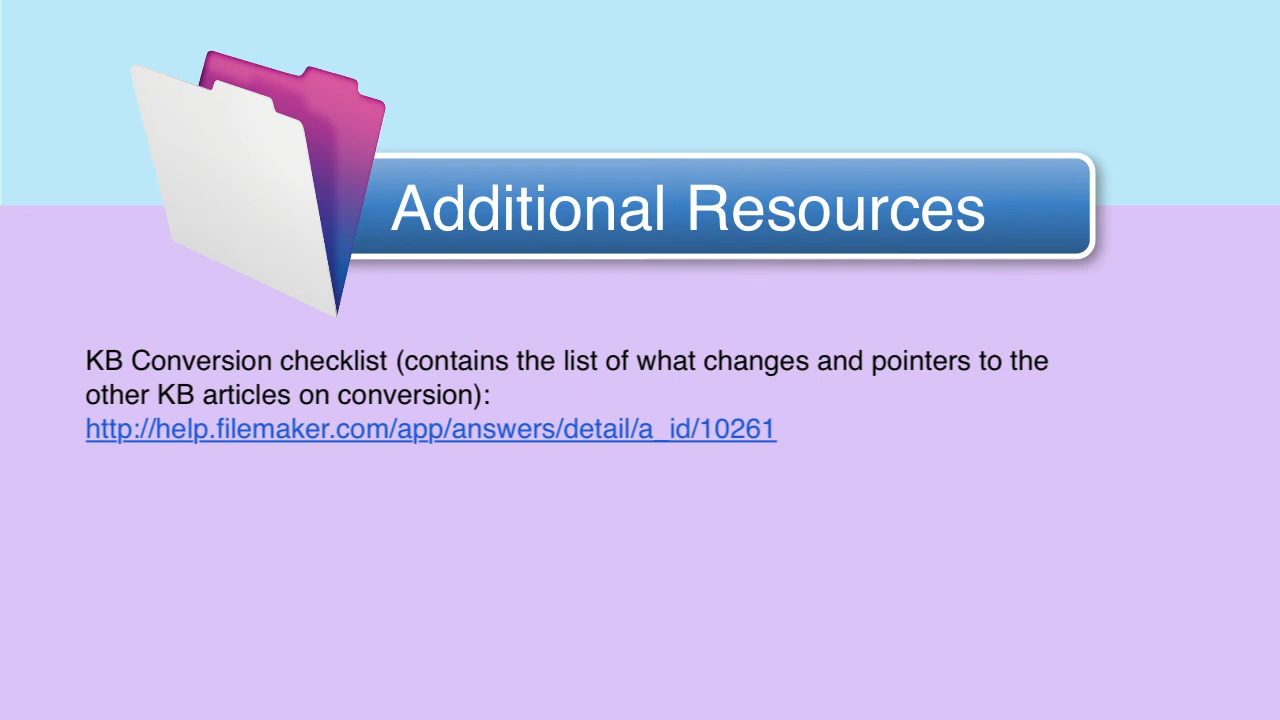 Additional Resources
KB Conversion checklist (contains the list of what changes and pointers to the
other KB articles on conversion):
http://help.filemaker.com/app/answers/detail/a_id/10261